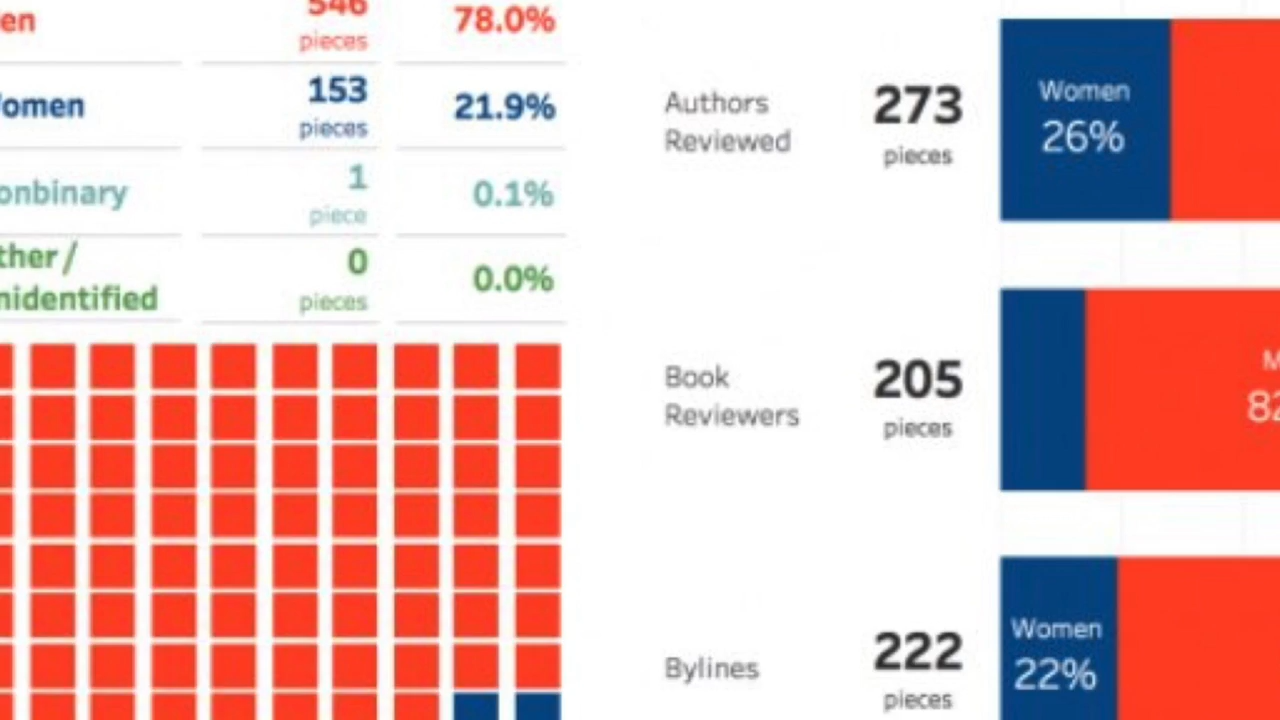 en 546 78.0%
pieces
omen 153 21.9%
pieces
onbinary 1 0.1%
piece
ther / 0 0.0%
nidentified pieces
Authors 273 Women
Reviewed pieces 26%
Book 205 M
Reviewers pieces 82
Bylines 222 Women
pieces 22%